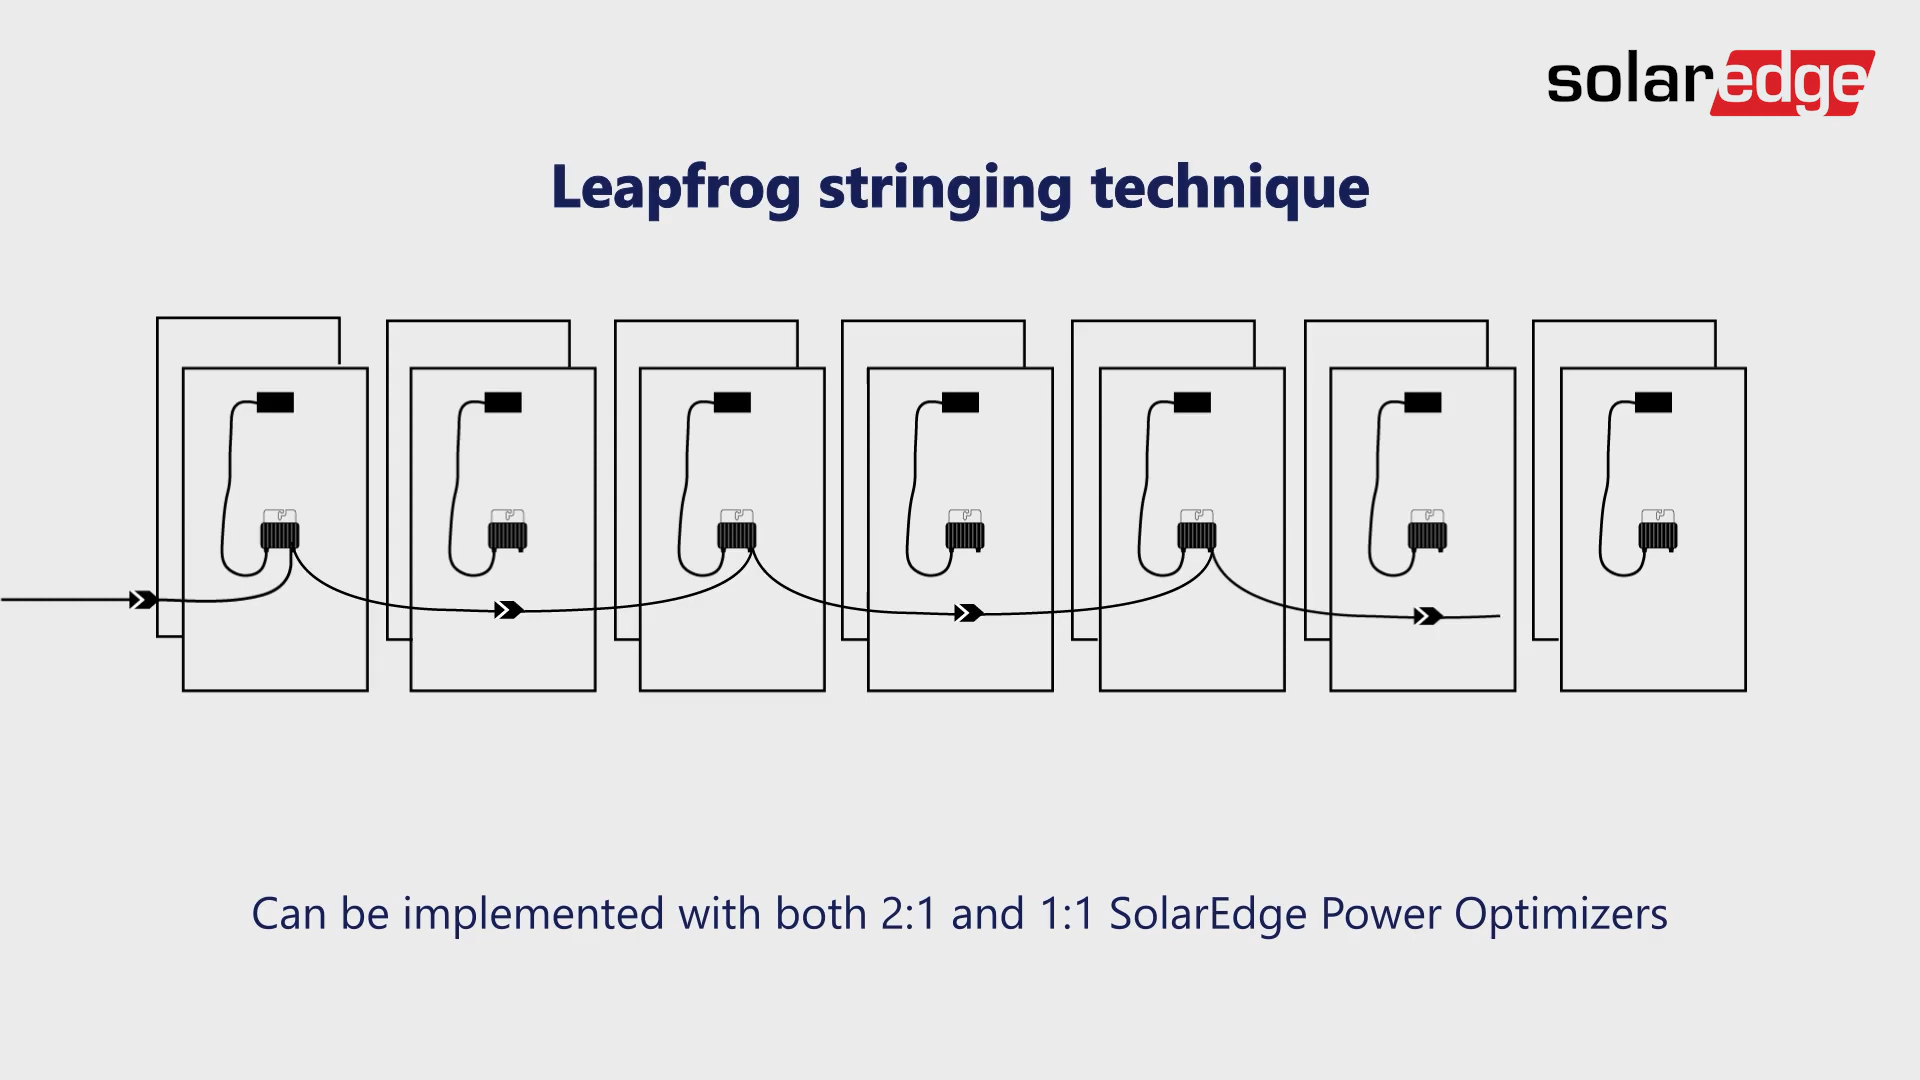 solaredge
Leapfrog stringing technique
Can be implemented with both 2:1 and 1:1 SolarEdge Power Optimizers